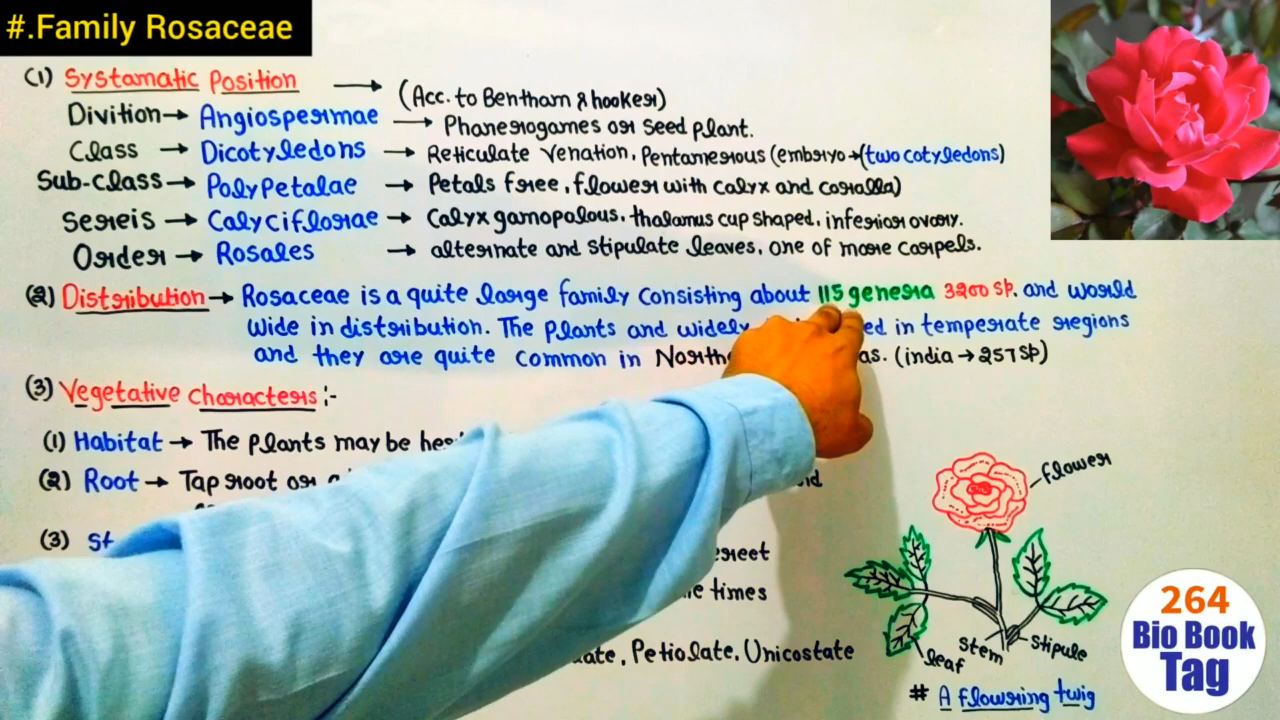 #.Family Rosaceae
(1) Systamatic Position → (Acc. to Bentham & hooker)
Divition → Angiospermae → Phanerogames or Seed plant.
Class → Dicotyledons → Reticulate Venation, Pentamerous (embryo → (two cotyledons)
Sub-class → Polypetalae → Petals free, flower with calyx and coralla)
Sereis → Calyciflorae → Calyx gamopolous, thalamus cup shaped, inferior ovary.
Order → Rosales → alternate and stipulate leaves, one of more carpels.
(2) Distribution → Rosaceae is a quite large family consisting about 115 genera 3200 sp. and world
wide in distribution. The plants and widely ed in temperate regions
and they are quite common in as. (india → 257 sp)
(3) Vegetative Characters :-
(1) Habitat → The plants may be
(2) Root → Tap root or
(3)
times
Petiolate, Unicostate
flower
leaf
stem
stipule
# A flowring twig
264
Bio Book
Tag